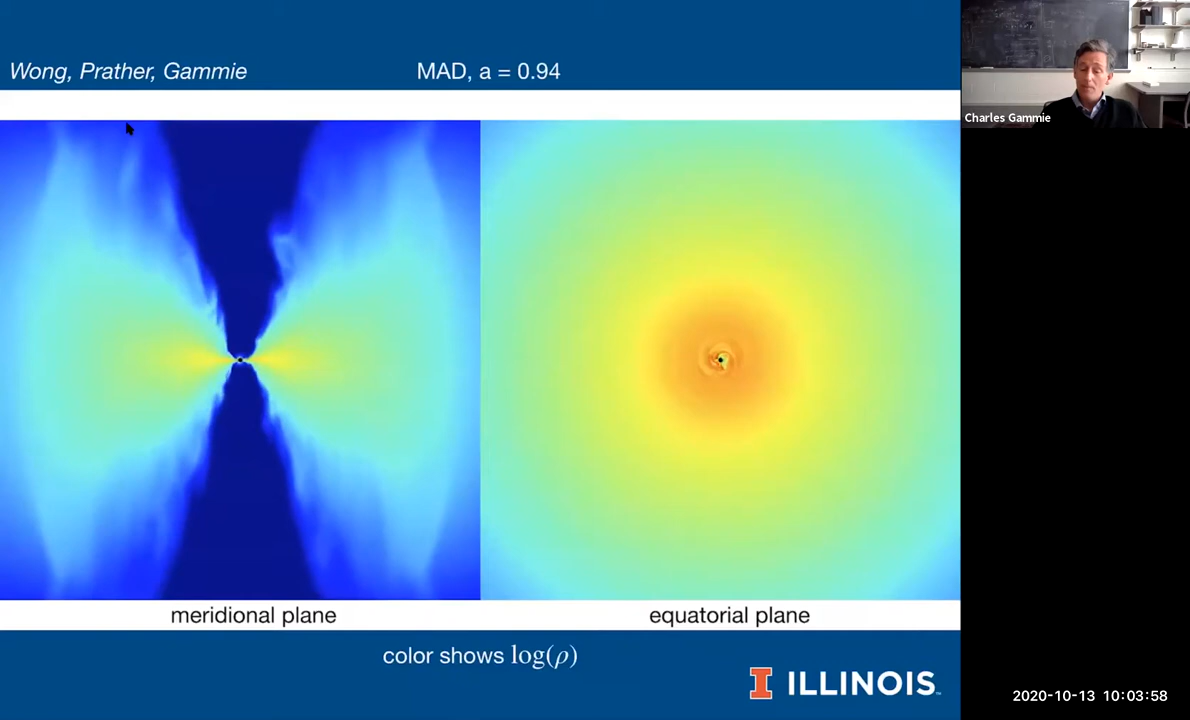 Wong, Prather, Gammie
MAD, a = 0.94
Charles Gammie
meridional plane
equatorial plane
color shows log(ρ)
I ILLINOIS™
2020-10-13 10:03:58